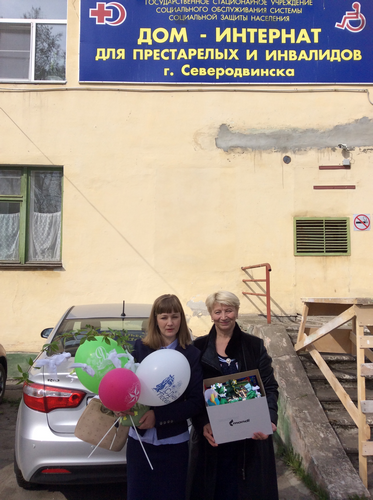 ГОСУДАРСТВЕННОЕ СТАЦИОНАРНОЕ УЧРЕЖДЕНИЕ
СОЦИАЛЬНОГО ОБСЛУЖИВАНИЯ СИСТЕМЫ
СОЦИАЛЬНОЙ ЗАЩИТЫ НАСЕЛЕНИЯ
ДОМ - ИНТЕРНАТ
ДЛЯ ПРЕСТАРЕЛЫХ И ИНВАЛИДОВ
г. Северодвинска